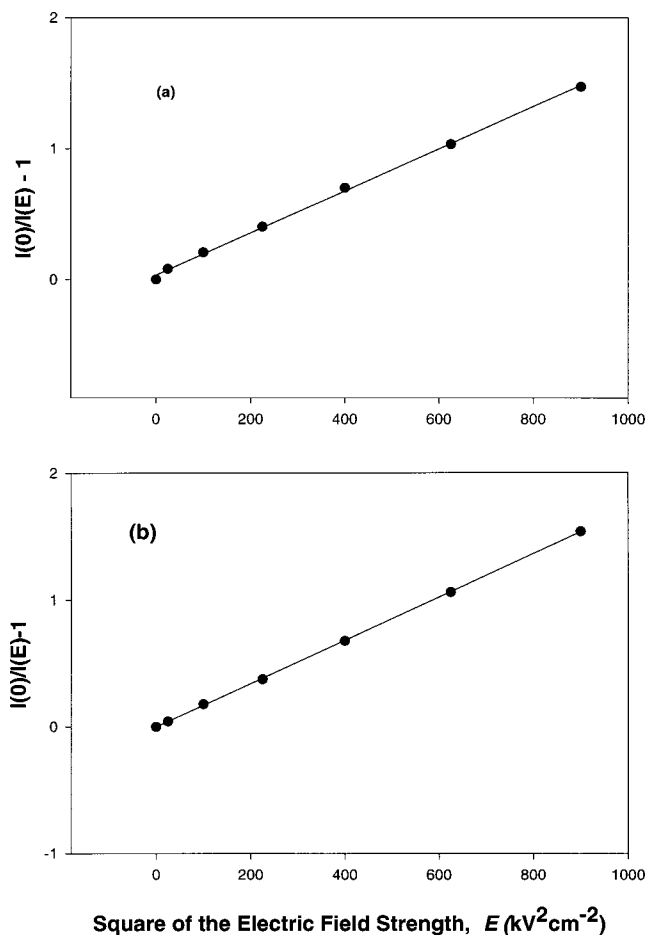 2
(a)
1
I(0)/I(E) - 1
0
0 200 400 600 800 1000
2
(b)
1
I(0)/I(E)-1
0
-1
0 200 400 600 800 1000
Square of the Electric Field Strength, E (kV²cm⁻²)